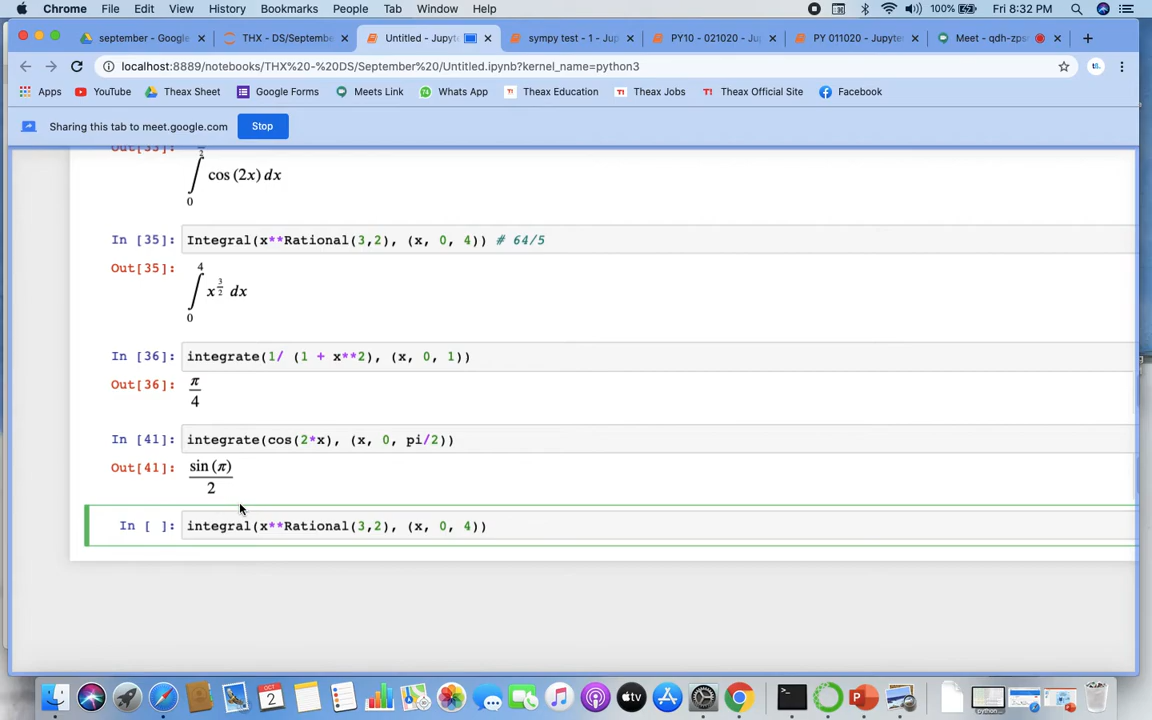 Chrome File Edit View History Bookmarks People Tab Window Help 100% Fri 8:32 PM
september - Google THX - DS/Septembe Untitled - Jupyt sympy test - 1 - Jup PY10 - 021020 - Ju PY 011020 - Jupyte Meet - qdh-zps
localhost:8889/notebooks/THX%20-%20DS/September%20/Untitled.ipynb?kernel_name=python3
Apps YouTube Theax Sheet Google Forms Meets Link Whats App Theax Education Theax Jobs Theax Official Site Facebook
Sharing this tab to meet.google.com Stop
Out[33]:
2
∫ cos (2x) dx
0
In [35]: Integral(x**Rational(3,2), (x, 0, 4)) # 64/5
Out[35]: 4
∫ x^(3/2) dx
0
In [36]: integrate(1/ (1 + x**2), (x, 0, 1))
Out[36]: π
4
In [41]: integrate(cos(2*x), (x, 0, pi/2))
Out[41]: sin (π)
2
In [ ]: integral(x**Rational(3,2), (x, 0, 4))